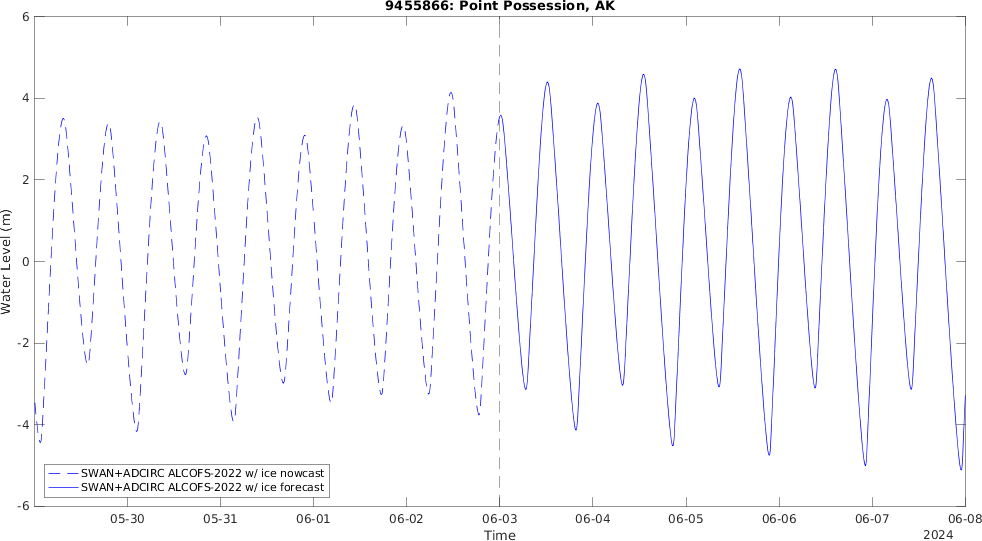 9455866: Point Possession, AK
6
4
2
0
-2
-4
-6
Water Level (m)
SWAN+ADCIRC ALCOFS-2022 w/ ice nowcast
SWAN+ADCIRC ALCOFS-2022 w/ ice forecast
05-30 05-31 06-01 06-02 06-03 06-04 06-05 06-06 06-07 06-08
Time
2024